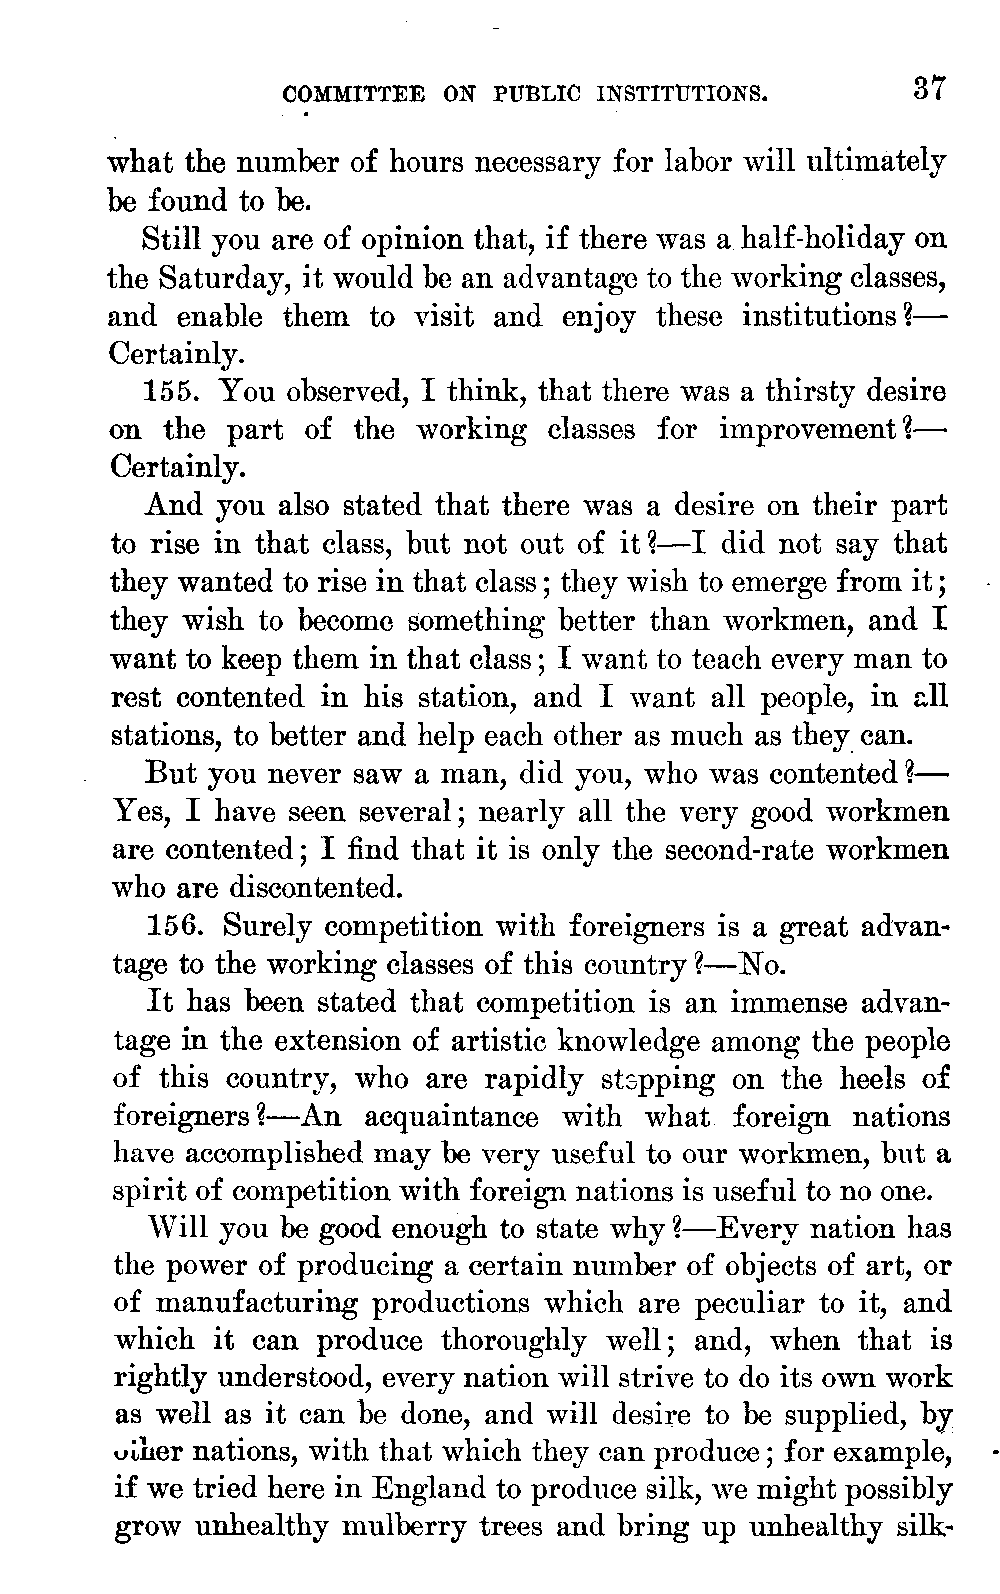 COMMITTEE ON PUBLIC INSTITUTIONS. 37
what the number of hours necessary for labor will ultimately
be found to be.
Still you are of opinion that, if there was a half-holiday on
the Saturday, it would be an advantage to the working classes,
and enable them to visit and enjoy these institutions?—
Certainly.
155. You observed, I think, that there was a thirsty desire
on the part of the working classes for improvement?—
Certainly.
And you also stated that there was a desire on their part
to rise in that class, but not out of it?—I did not say that
they wanted to rise in that class; they wish to emerge from it;
they wish to become something better than workmen, and I
want to keep them in that class; I want to teach every man to
rest contented in his station, and I want all people, in all
stations, to better and help each other as much as they can.
But you never saw a man, did you, who was contented?—
Yes, I have seen several; nearly all the very good workmen
are contented; I find that it is only the second-rate workmen
who are discontented.
156. Surely competition with foreigners is a great advan-
tage to the working classes of this country?—No.
It has been stated that competition is an immense advan-
tage in the extension of artistic knowledge among the people
of this country, who are rapidly stepping on the heels of
foreigners?—An acquaintance with what foreign nations
have accomplished may be very useful to our workmen, but a
spirit of competition with foreign nations is useful to no one.
Will you be good enough to state why?—Every nation has
the power of producing a certain number of objects of art, or
of manufacturing productions which are peculiar to it, and
which it can produce thoroughly well; and, when that is
rightly understood, every nation will strive to do its own work
as well as it can be done, and will desire to be supplied, by
other nations, with that which they can produce; for example,
if we tried here in England to produce silk, we might possibly
grow unhealthy mulberry trees and bring up unhealthy silk-